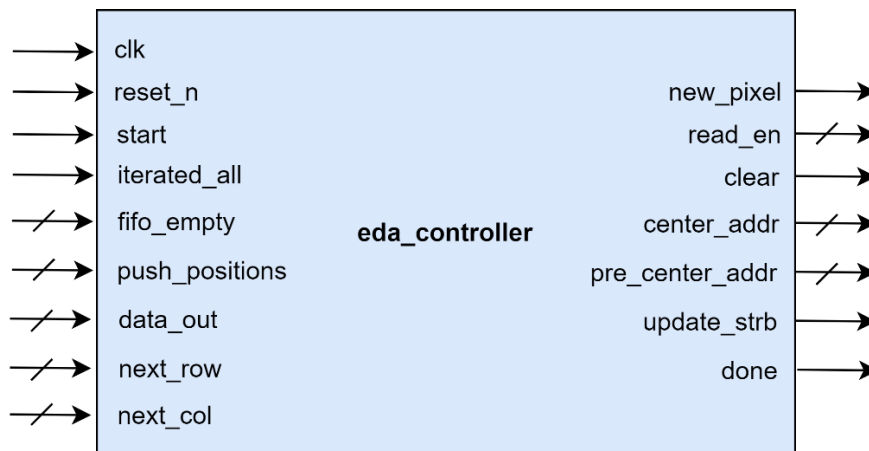 clk
reset_n
start
iterated_all
fifo_empty
push_positions
data_out
next_row
next_col
eda_controller
new_pixel
read_en
clear
center_addr
pre_center_addr
update_strb
done